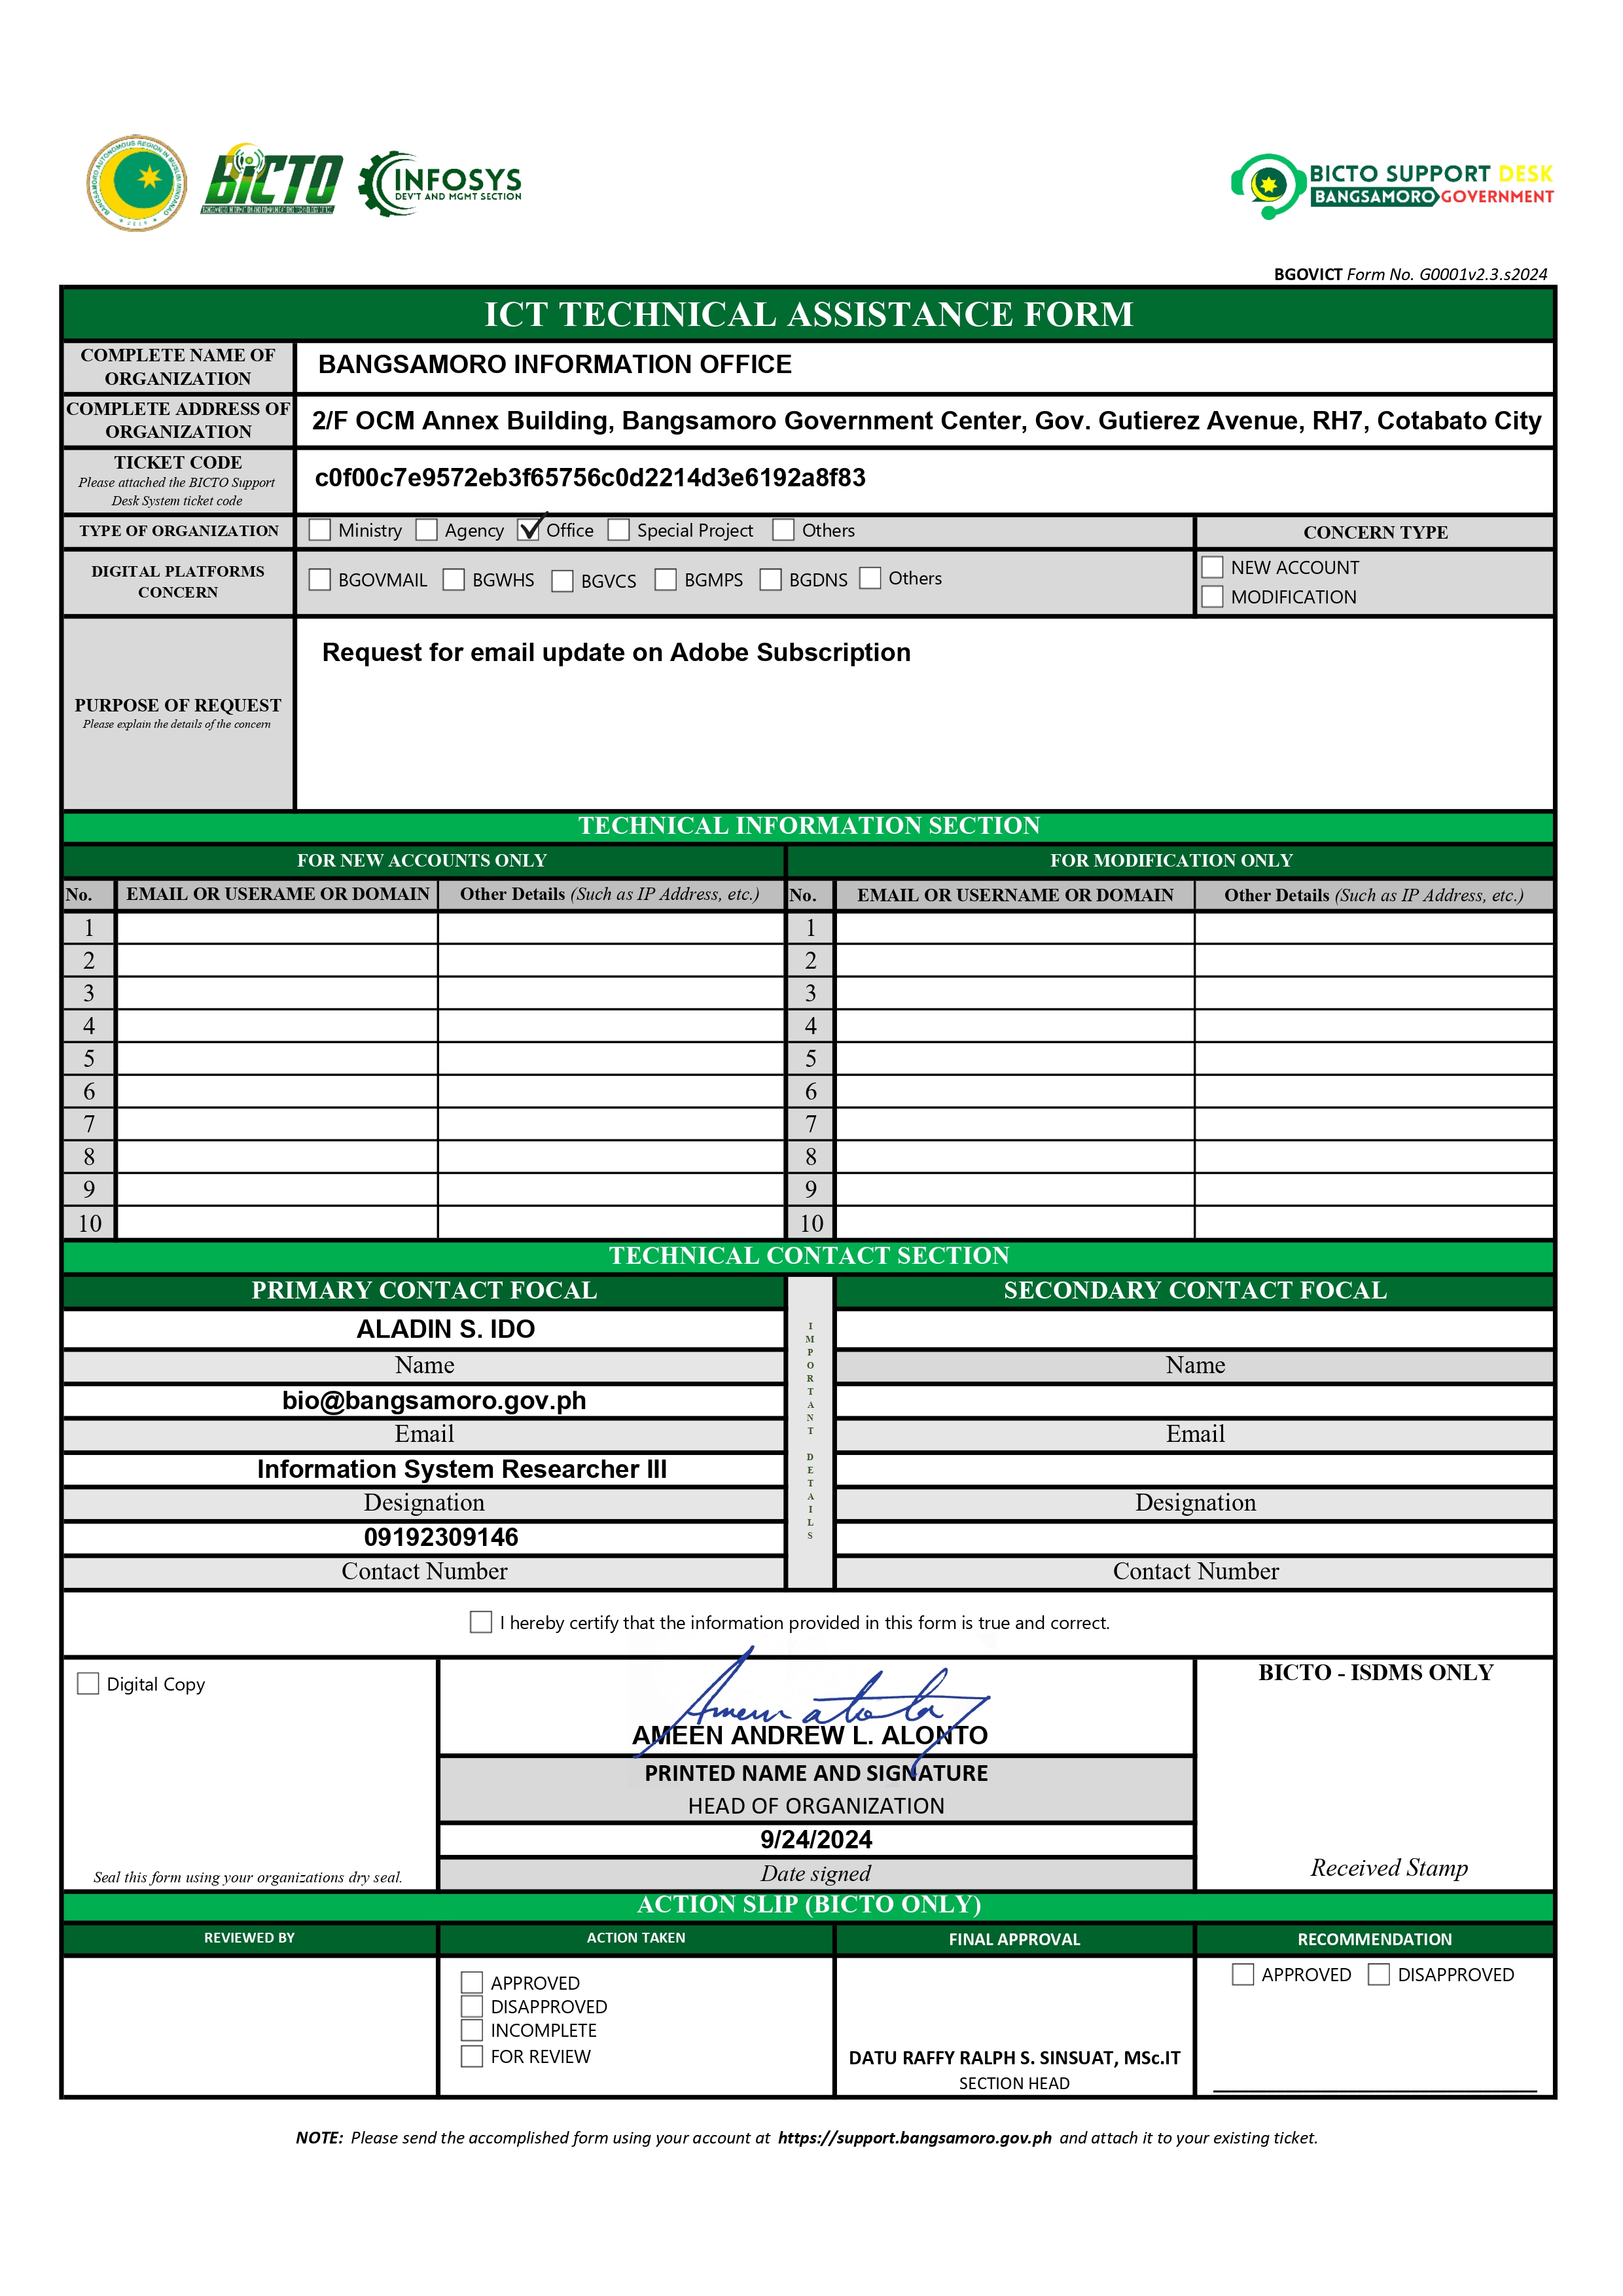 BANGSAMORO AUTONOMOUS REGION IN MUSLIM MINDANAO
2019
BICTO
INFOSYS
DEV'T AND MGMT SECTION
BICTO SUPPORT DESK
BANGSAMORO GOVERNMENT
BGOVICT Form No. G0001v2.3.s2024
ICT TECHNICAL ASSISTANCE FORM
COMPLETE NAME OF ORGANIZATION
BANGSAMORO INFORMATION OFFICE
COMPLETE ADDRESS OF ORGANIZATION
2/F OCM Annex Building, Bangsamoro Government Center, Gov. Gutierez Avenue, RH7, Cotabato City
TICKET CODE
Please attached the BICTO Support
Desk System ticket code
c0f00c7e9572eb3f65756c0d2214d3e6192a8f83
TYPE OF ORGANIZATION
Ministry Agency Office Special Project Others
CONCERN TYPE
DIGITAL PLATFORMS CONCERN
BGOVMAIL BGWHS BGVCS BGMPS BGDNS Others
NEW ACCOUNT
MODIFICATION
PURPOSE OF REQUEST
Please explain the details of the concern
Request for email update on Adobe Subscription
TECHNICAL INFORMATION SECTION
FOR NEW ACCOUNTS ONLY FOR MODIFICATION ONLY
No. EMAIL OR USERAME OR DOMAIN Other Details (Such as IP Address, etc.) No. EMAIL OR USERNAME OR DOMAIN Other Details (Such as IP Address, etc.)
1 1
2 2
3 3
4 4
5 5
6 6
7 7
8 8
9 9
10 10
TECHNICAL CONTACT SECTION
PRIMARY CONTACT FOCAL
ALADIN S. IDO
Name
bio@bangsamoro.gov.ph
Email
Information System Researcher III
Designation
09192309146
Contact Number
IMPORTANT DETAILS
SECONDARY CONTACT FOCAL
Name
Email
Designation
Contact Number
I hereby certify that the information provided in this form is true and correct.
Digital Copy
Seal this form using your organizations dry seal.
AMEEN ANDREW L. ALONTO
PRINTED NAME AND SIGNATURE
HEAD OF ORGANIZATION
9/24/2024
Date signed
BICTO - ISDMS ONLY
Received Stamp
ACTION SLIP (BICTO ONLY)
REVIEWED BY ACTION TAKEN FINAL APPROVAL RECOMMENDATION
APPROVED
DISAPPROVED
INCOMPLETE
FOR REVIEW
DATU RAFFY RALPH S. SINSUAT, MSc.IT
SECTION HEAD
APPROVED DISAPPROVED
NOTE: Please send the accomplished form using your account at https://support.bangsamoro.gov.ph and attach it to your existing ticket.